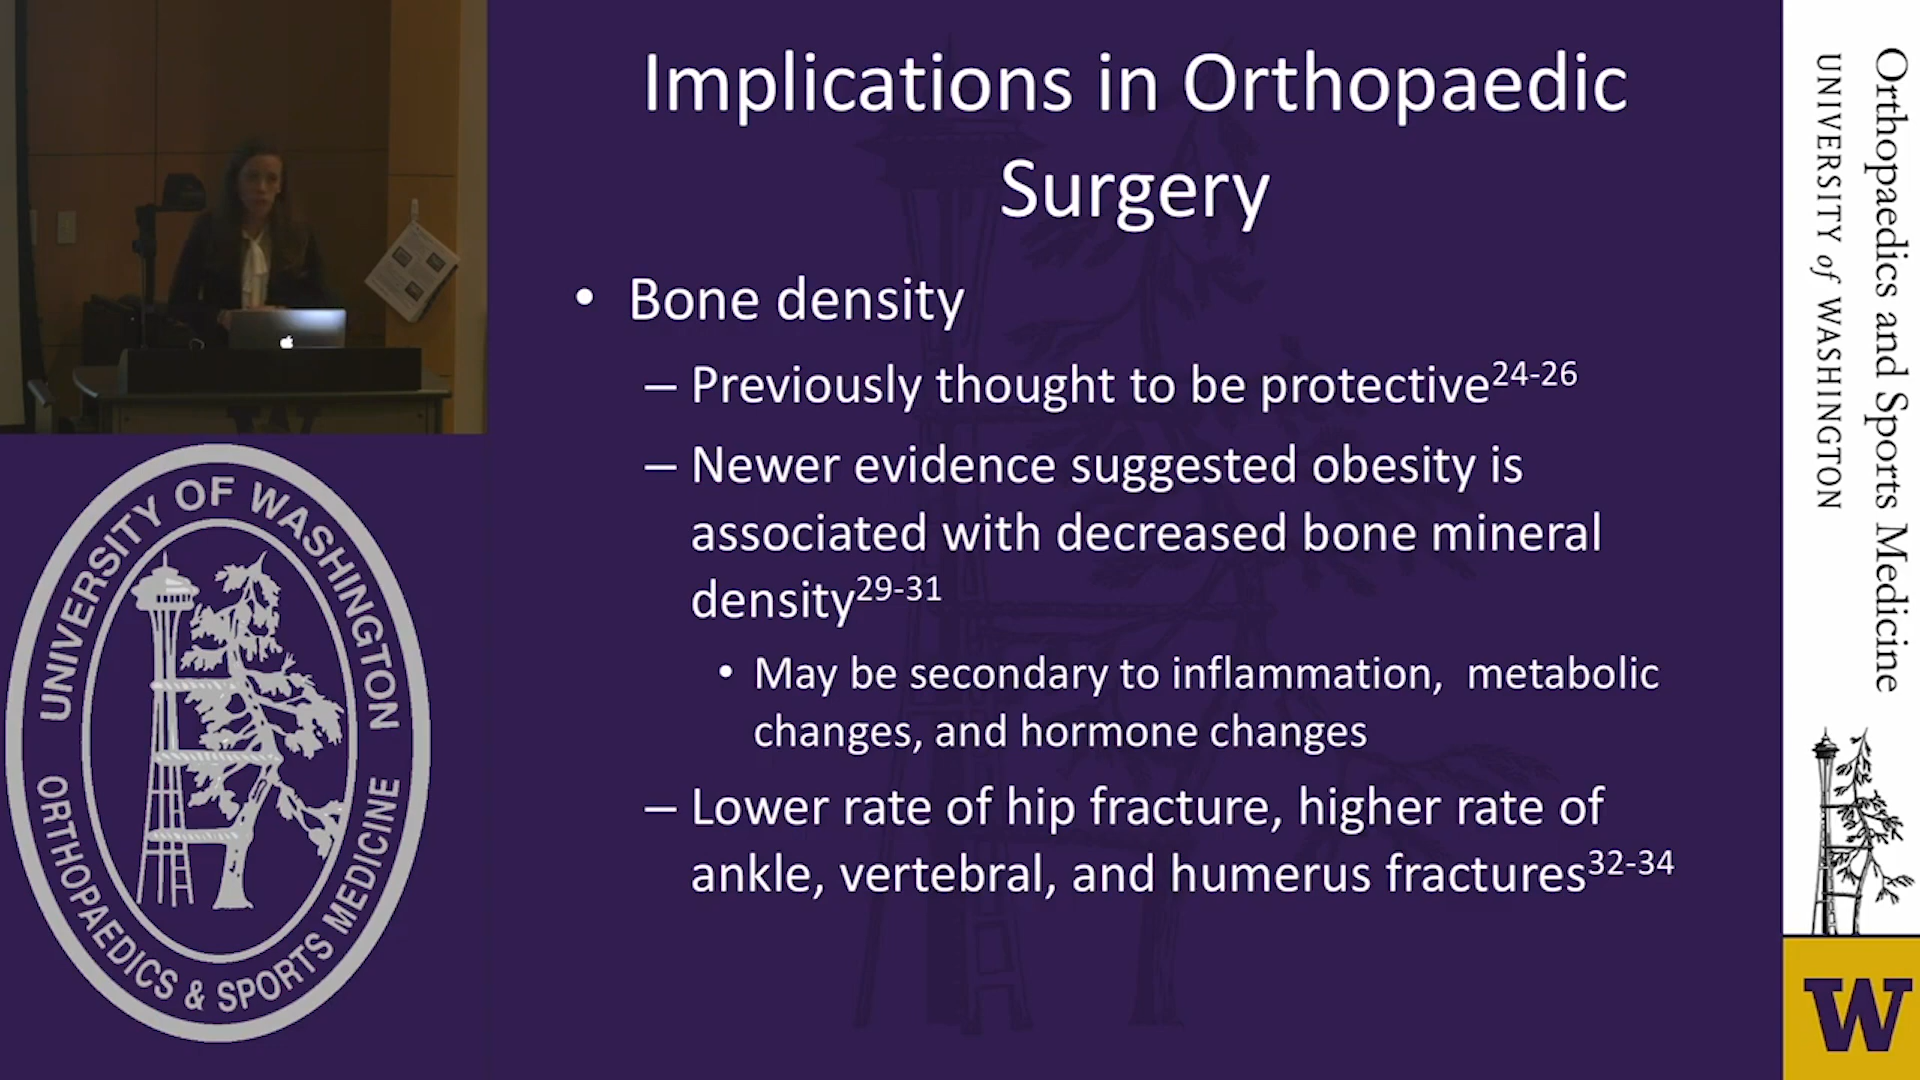 Implications in Orthopaedic
Surgery
• Bone density
– Previously thought to be protective24-26
– Newer evidence suggested obesity is
associated with decreased bone mineral
density29-31
• May be secondary to inflammation,  metabolic
changes, and hormone changes
– Lower rate of hip fracture, higher rate of
ankle, vertebral, and humerus fractures32-34
UNIVERSITY OF WASHINGTON
ORTHOPAEDICS & SPORTS MEDICINE
Orthopaedics and Sports Medicine
UNIVERSITY of WASHINGTON
W